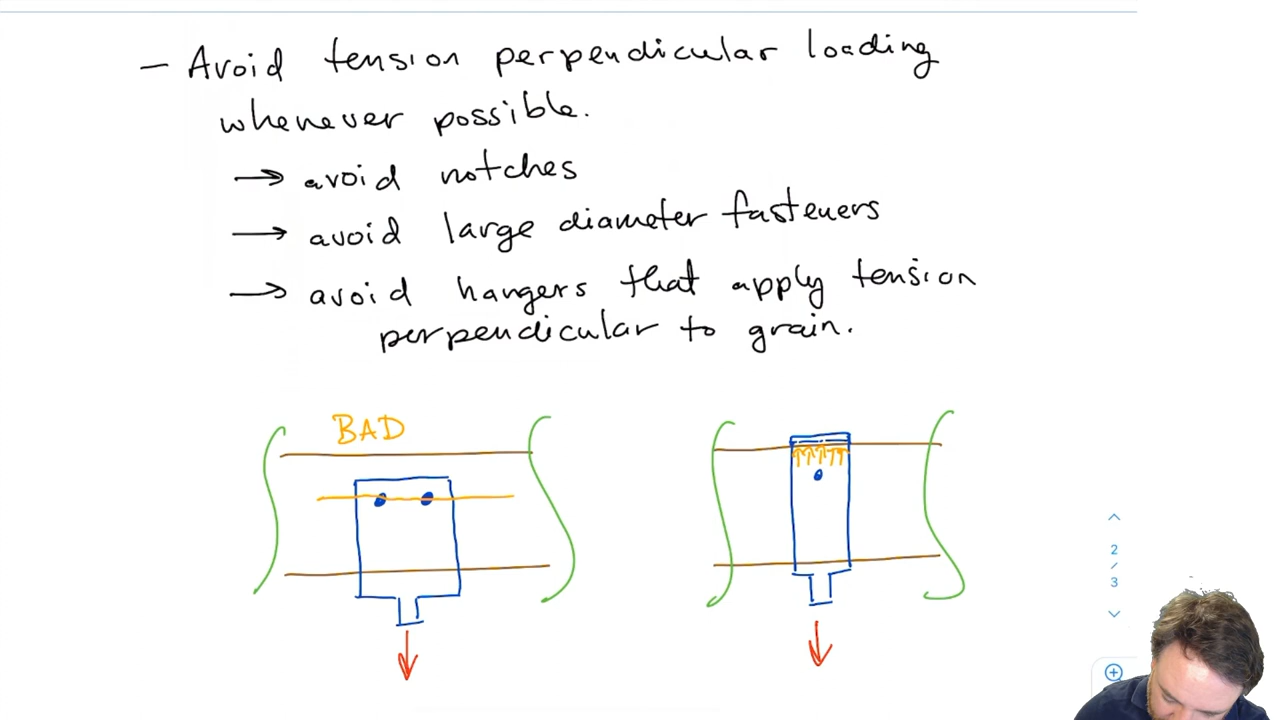 - Avoid tension perpendicular loading
whenever possible.
→ avoid notches
→ avoid large diameter fasteners
→ avoid hangers that apply tension
perpendicular to grain.
BAD
2
/
3